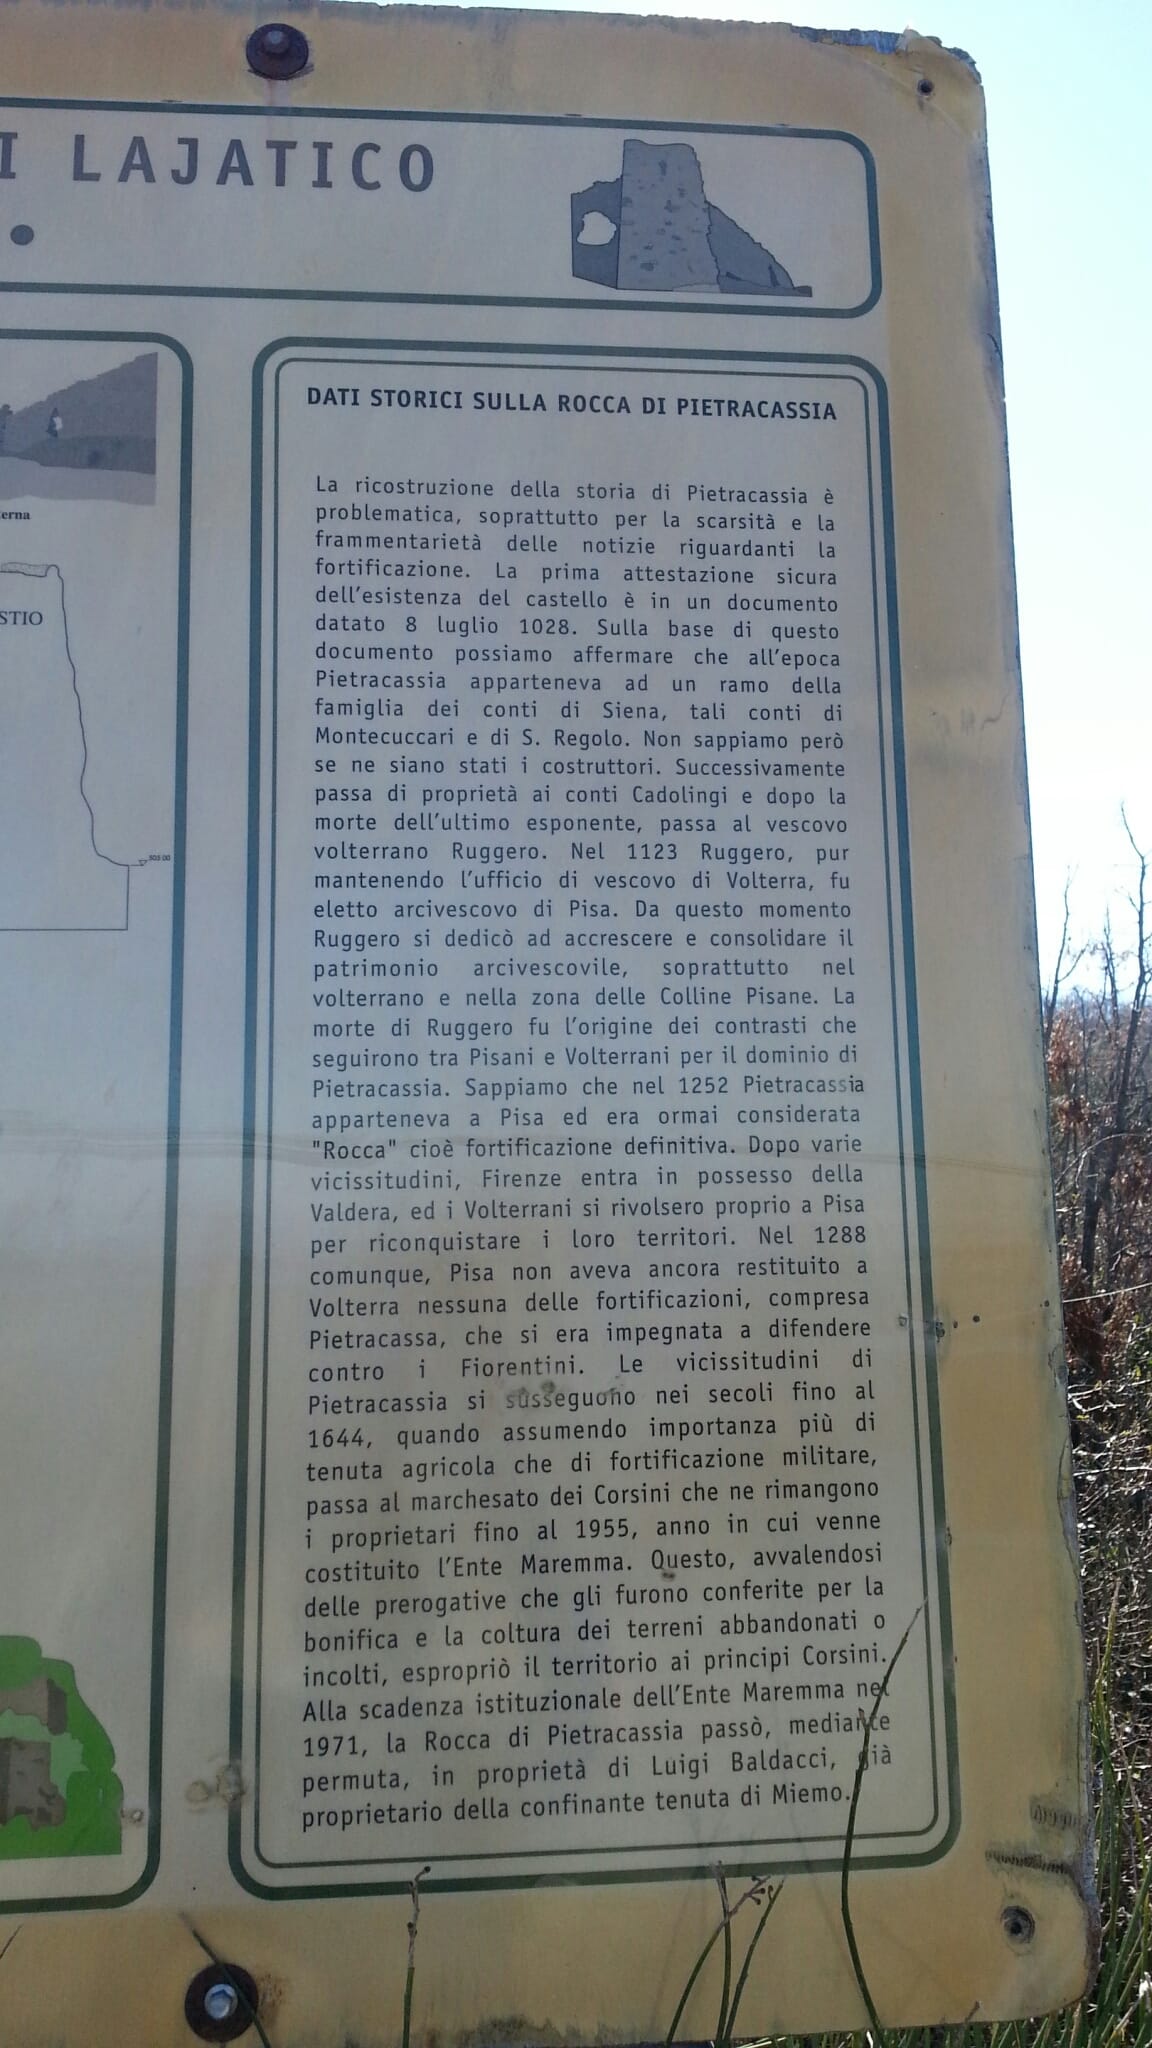 I LAJATICO
erna
STIO
505.00
DATI STORICI SULLA ROCCA DI PIETRACASSIA
La ricostruzione della storia di Pietracassia è
problematica, soprattutto per la scarsità e la
frammentarietà delle notizie riguardanti la
fortificazione. La prima attestazione sicura
dell'esistenza del castello è in un documento
datato 8 luglio 1028. Sulla base di questo
documento possiamo affermare che all'epoca
Pietracassia apparteneva ad un ramo della
famiglia dei conti di Siena, tali conti di
Montecuccari e di S. Regolo. Non sappiamo però
se ne siano stati i costruttori. Successivamente
passa di proprietà ai conti Cadolingi e dopo la
morte dell'ultimo esponente, passa al vescovo
volterrano Ruggero. Nel 1123 Ruggero, pur
mantenendo l'ufficio di vescovo di Volterra, fu
eletto arcivescovo di Pisa. Da questo momento
Ruggero si dedicò ad accrescere e consolidare il
patrimonio arcivescovile, soprattutto nel
volterrano e nella zona delle Colline Pisane. La
morte di Ruggero fu l'origine dei contrasti che
seguirono tra Pisani e Volterrani per il dominio di
Pietracassia. Sappiamo che nel 1252 Pietracassia
apparteneva a Pisa ed era ormai considerata
"Rocca" cioè fortificazione definitiva. Dopo varie
vicissitudini, Firenze entra in possesso della
Valdera, ed i Volterrani si rivolsero proprio a Pisa
per riconquistare i loro territori. Nel 1288
comunque, Pisa non aveva ancora restituito a
Volterra nessuna delle fortificazioni, compresa
Pietracassa, che si era impegnata a difendere
contro i Fiorentini. Le vicissitudini di
Pietracassia si susseguono nei secoli fino al
1644, quando assumendo importanza più di
tenuta agricola che di fortificazione militare,
passa al marchesato dei Corsini che ne rimangono
i proprietari fino al 1955, anno in cui venne
costituito l'Ente Maremma. Questo, avvalendosi
delle prerogative che gli furono conferite per la
bonifica e la coltura dei terreni abbandonati o
incolti, espropriò il territorio ai principi Corsini.
Alla scadenza istituzionale dell'Ente Maremma nel
1971, la Rocca di Pietracassia passò, mediante
permuta, in proprietà di Luigi Baldacci, già
proprietario della confinante tenuta di Miemo.